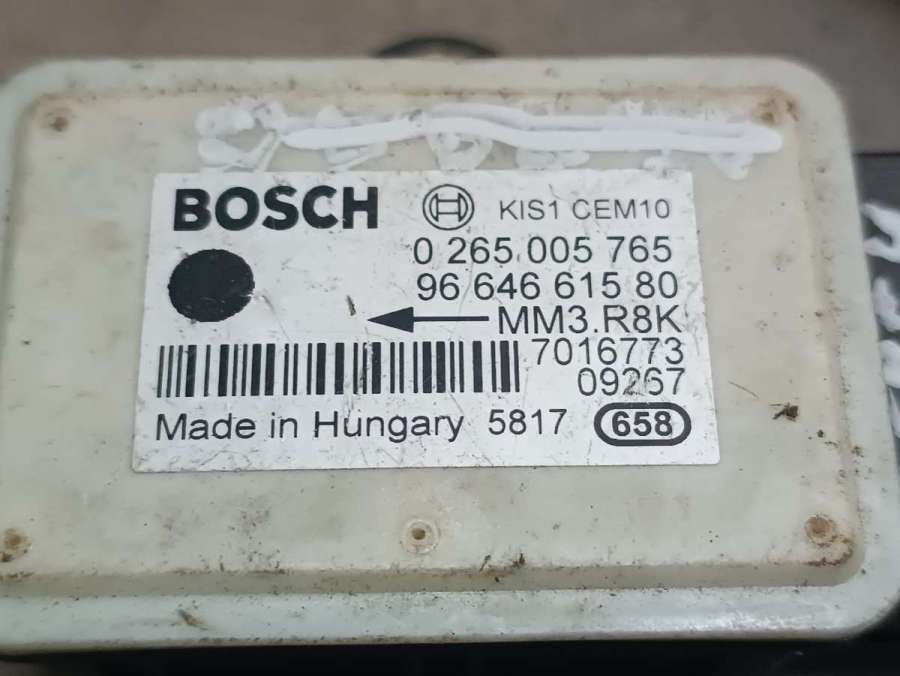 BOSCH KIS1 CEM10
0 265 005 765
96 646 615 80
MM3.R8K
7016773
09267
Made in Hungary 5817 658